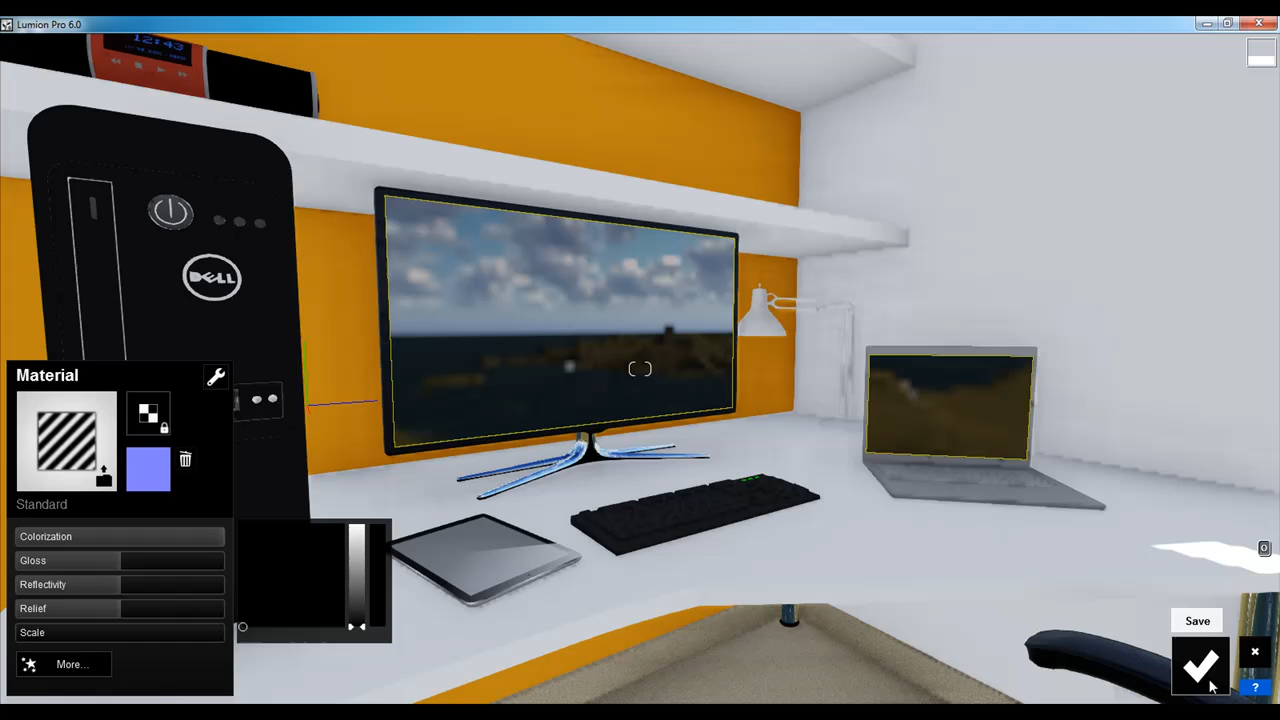 Lumion Pro 6.0
12:43
DELL
Material
Standard
Colorization
Gloss
Reflectivity
Relief
Scale
More...
Save
?